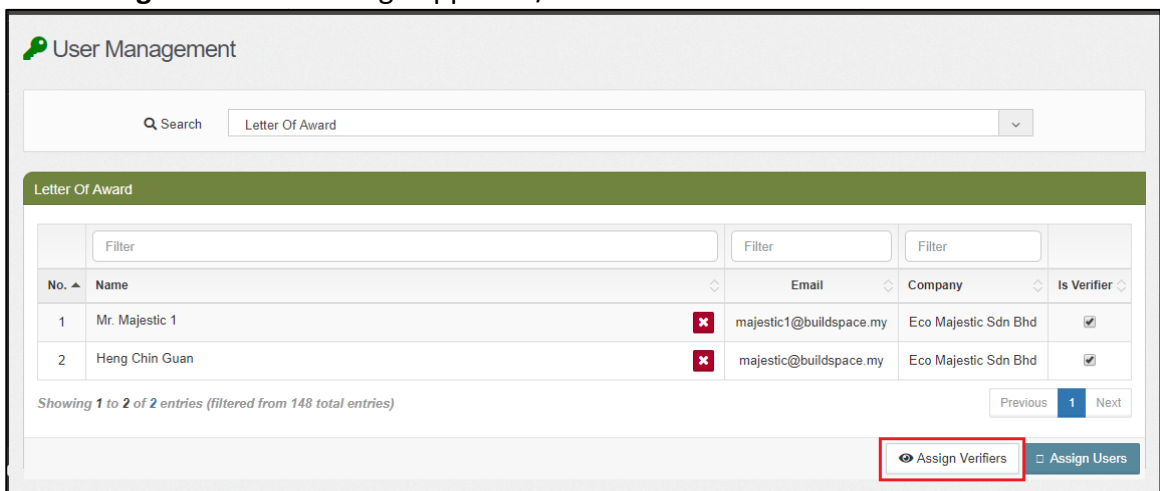 User Management
Search Letter Of Award
Letter Of Award
Filter Filter Filter
No. Name Email Company Is Verifier
1 Mr. Majestic 1 majestic1@buildspace.my Eco Majestic Sdn Bhd
2 Heng Chin Guan majestic@buildspace.my Eco Majestic Sdn Bhd
Showing 1 to 2 of 2 entries (filtered from 148 total entries) Previous 1 Next
Assign Verifiers Assign Users